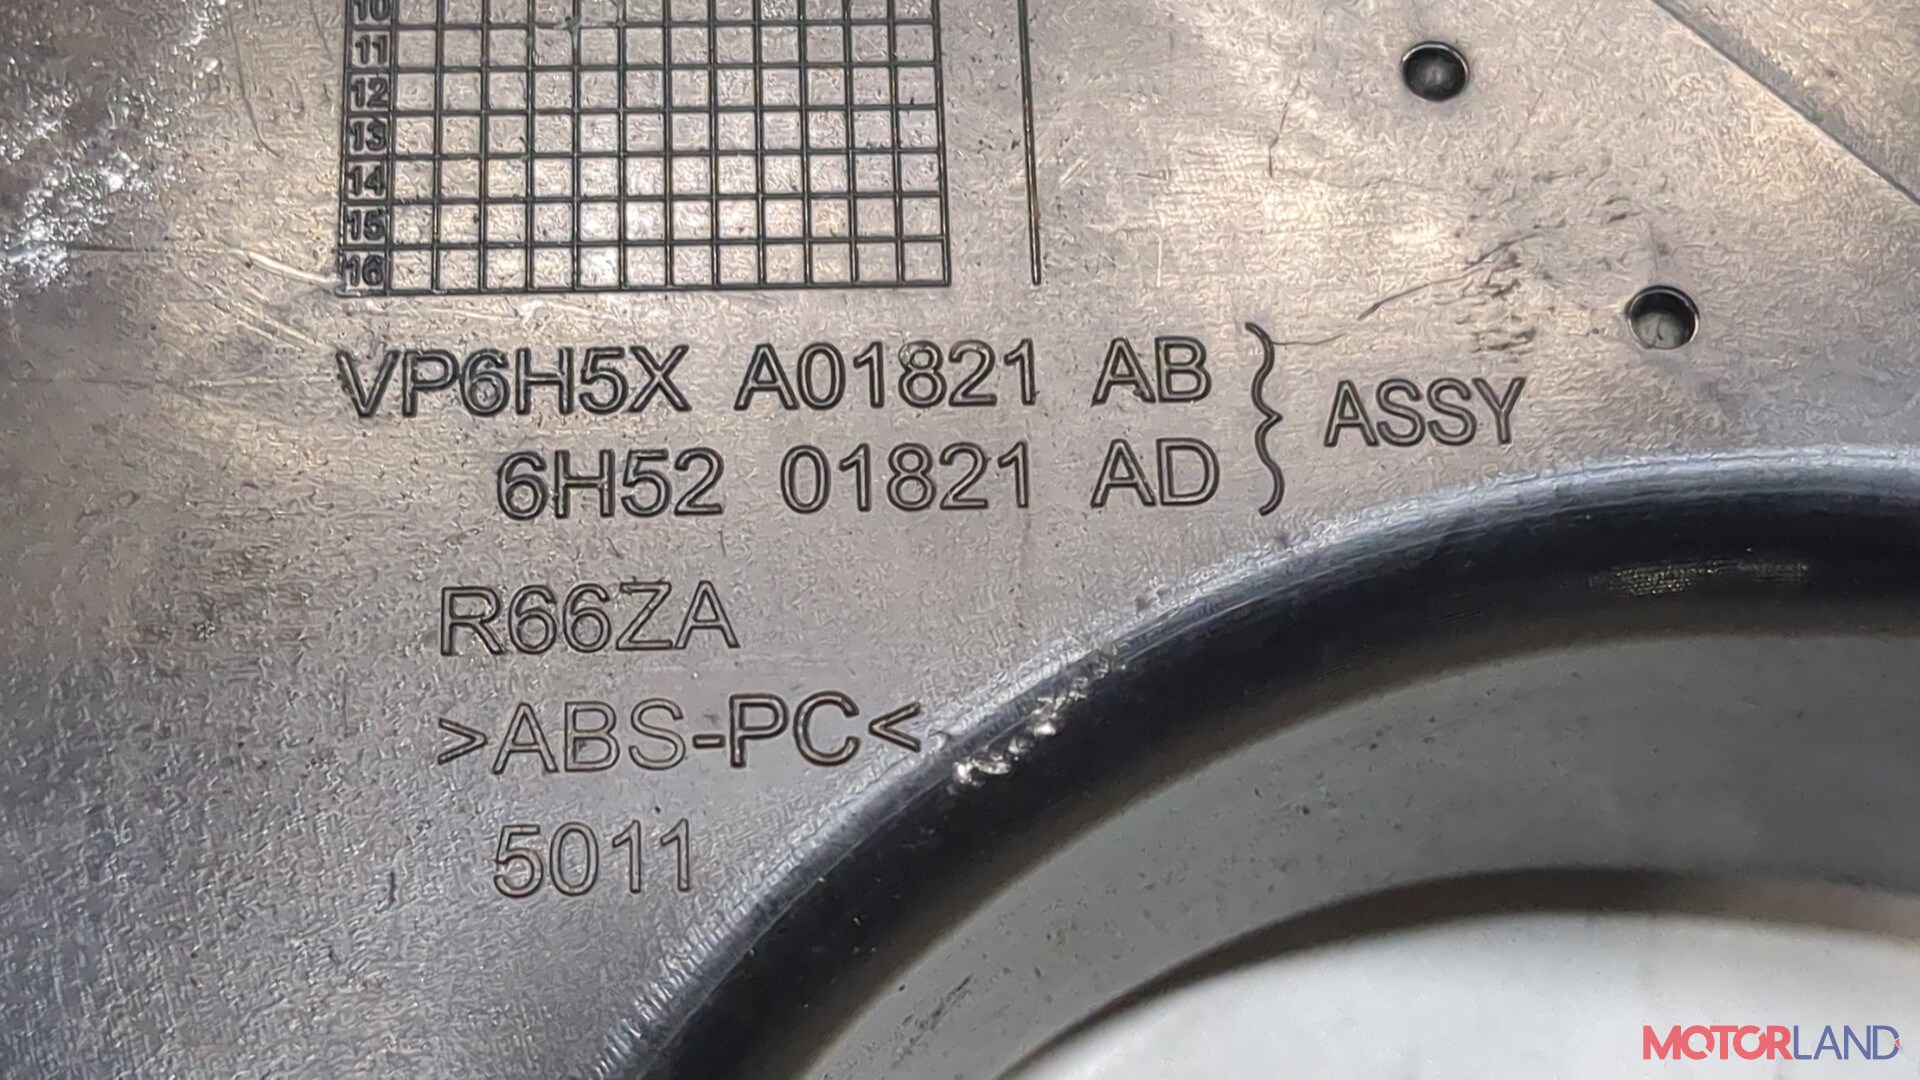 10
11
12
13
14
15
16
VP6H5X A01821 AB
6H52 01821 AD
} ASSY
R66ZA
>ABS-PC<
5011
MOTORLAND